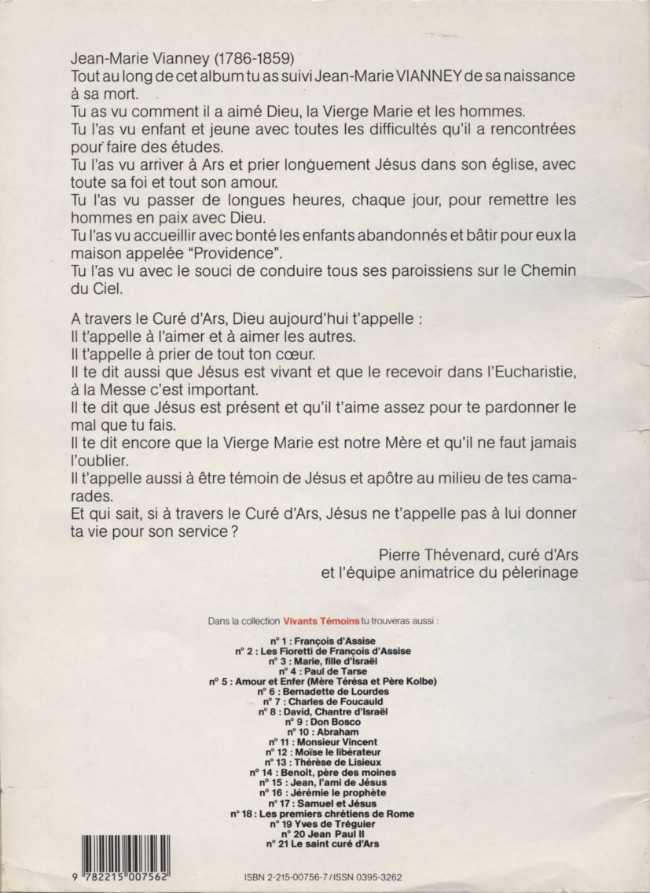 Jean-Marie Vianney (1786-1859)
Tout au long de cet album tu as suivi Jean-Marie VIANNEY de sa naissance
à sa mort.
Tu as vu comment il a aimé Dieu, la Vierge Marie et les hommes.
Tu l'as vu enfant et jeune avec toutes les difficultés qu'il a rencontrées
pour faire des études.
Tu l'as vu arriver à Ars et prier longuement Jésus dans son église, avec
toute sa foi et tout son amour.
Tu l'as vu passer de longues heures, chaque jour, pour remettre les
hommes en paix avec Dieu.
Tu l'as vu accueillir avec bonté les enfants abandonnés et bâtir pour eux la
maison appelée "Providence".
Tu l'as vu avec le souci de conduire tous ses paroissiens sur le Chemin
du Ciel.
A travers le Curé d'Ars, Dieu aujourd'hui t'appelle :
Il t'appelle à l'aimer et à aimer les autres.
Il t'appelle à prier de tout ton cœur.
Il te dit aussi que Jésus est vivant et que le recevoir dans l'Eucharistie,
à la Messe c'est important.
Il te dit que Jésus est présent et qu'il t'aime assez pour te pardonner le
mal que tu fais.
Il te dit encore que la Vierge Marie est notre Mère et qu'il ne faut jamais
l'oublier.
Il t'appelle aussi à être témoin de Jésus et apôtre au milieu de tes cama-
rades.
Et qui sait, si à travers le Curé d'Ars, Jésus ne t'appelle pas à lui donner
ta vie pour son service ?
Pierre Thévenard, curé d'Ars
et l'équipe animatrice du pèlerinage
Dans la collection Vivants Témoins tu trouveras aussi :
n° 1 : François d'Assise
n° 2 : Les Fioretti de François d'Assise
n° 3 : Marie, fille d'Israël
n° 4 : Paul de Tarse
n° 5 : Amour et Enfer (Mère Térésa et Père Kolbe)
n° 6 : Bernadette de Lourdes
n° 7 : Charles de Foucauld
n° 8 : David, Chantre d'Israël
n° 9 : Don Bosco
n° 10 : Abraham
n° 11 : Monsieur Vincent
n° 12 : Moïse le libérateur
n° 13 : Thérèse de Lisieux
n° 14 : Benoît, père des moines
n° 15 : Jean, l'ami de Jésus
n° 16 : Jérémie le prophète
n° 17 : Samuel et Jésus
n° 18 : Les premiers chrétiens de Rome
n° 19 Yves de Tréguier
n° 20 Jean Paul II
n° 21 Le saint curé d'Ars
9 782215 007562
ISBN 2-215-00756-7/ISSN 0395-3262